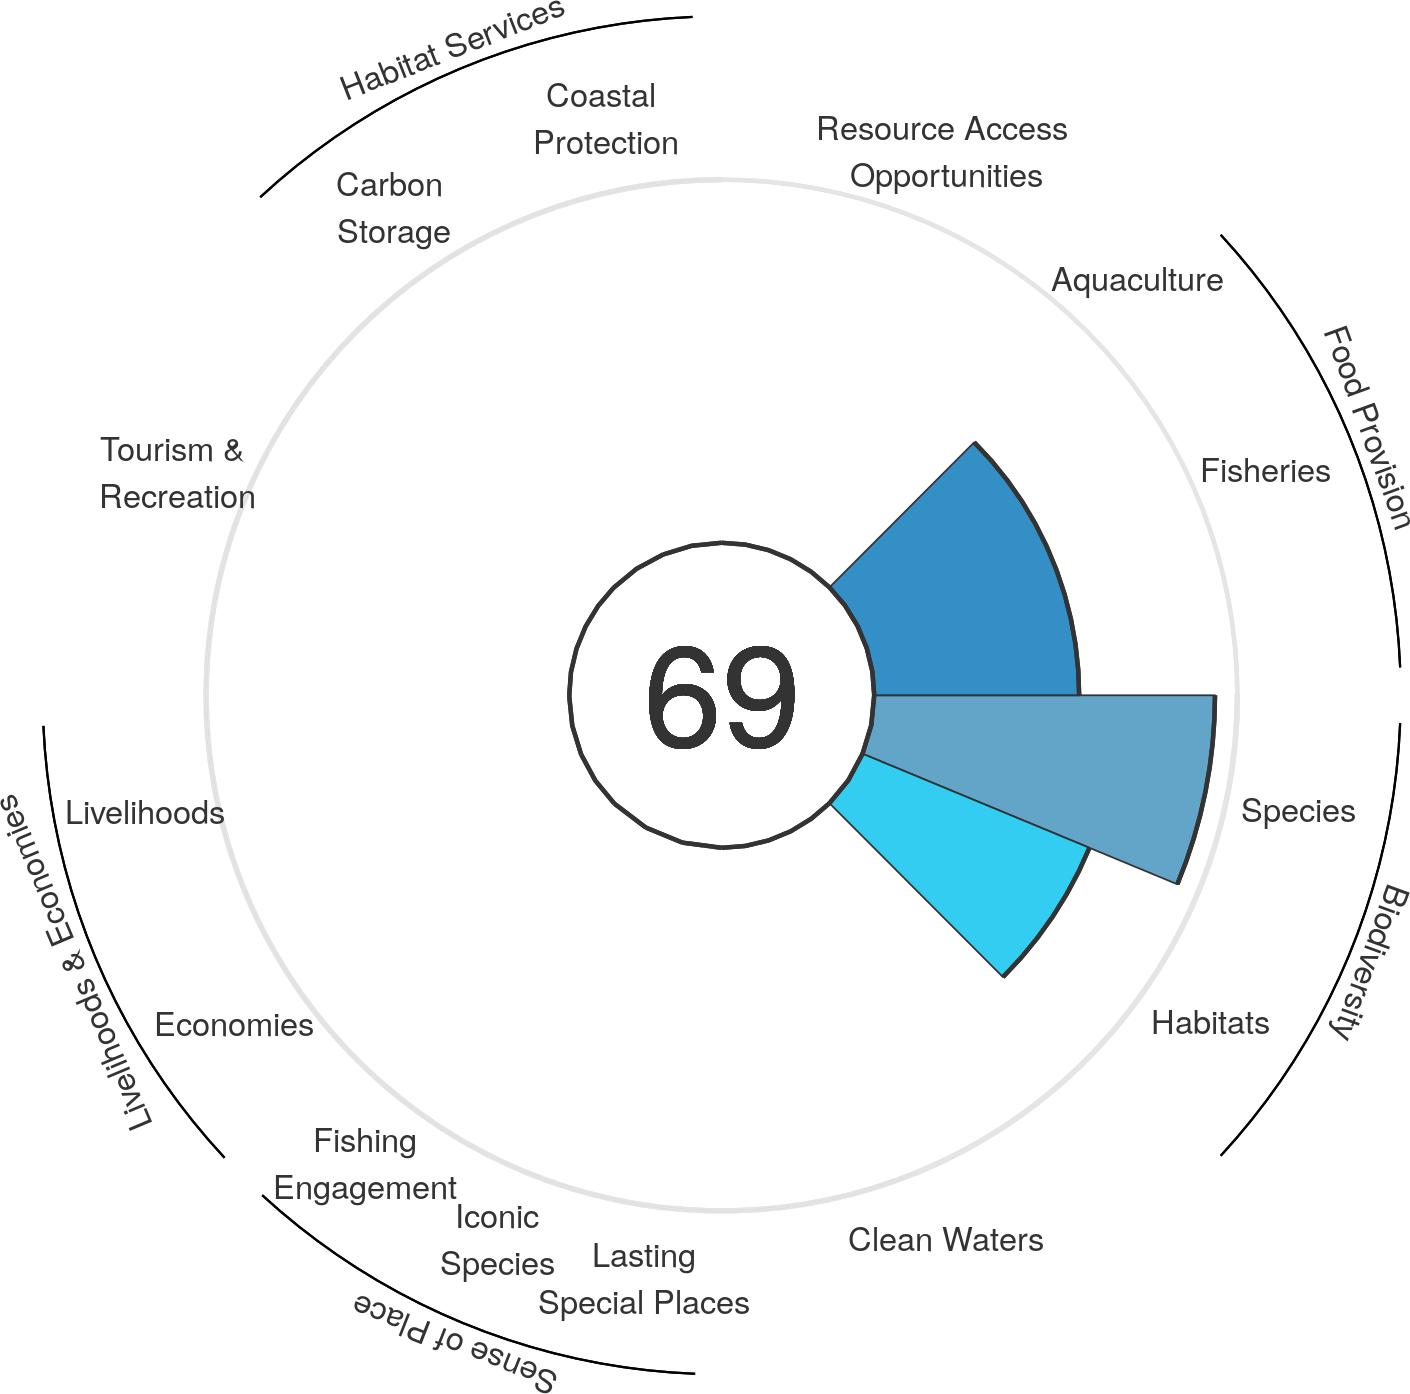 Habitat Services
Coastal
Protection
Resource Access
Opportunities
Carbon
Storage
Aquaculture
Food Provision
Tourism &
Recreation
Fisheries
69
Livelihoods
Species
Livelihoods & Economies
Biodiversity
Economies
Habitats
Fishing
Engagement
Iconic
Species
Lasting
Special Places
Clean Waters
Sense of Place